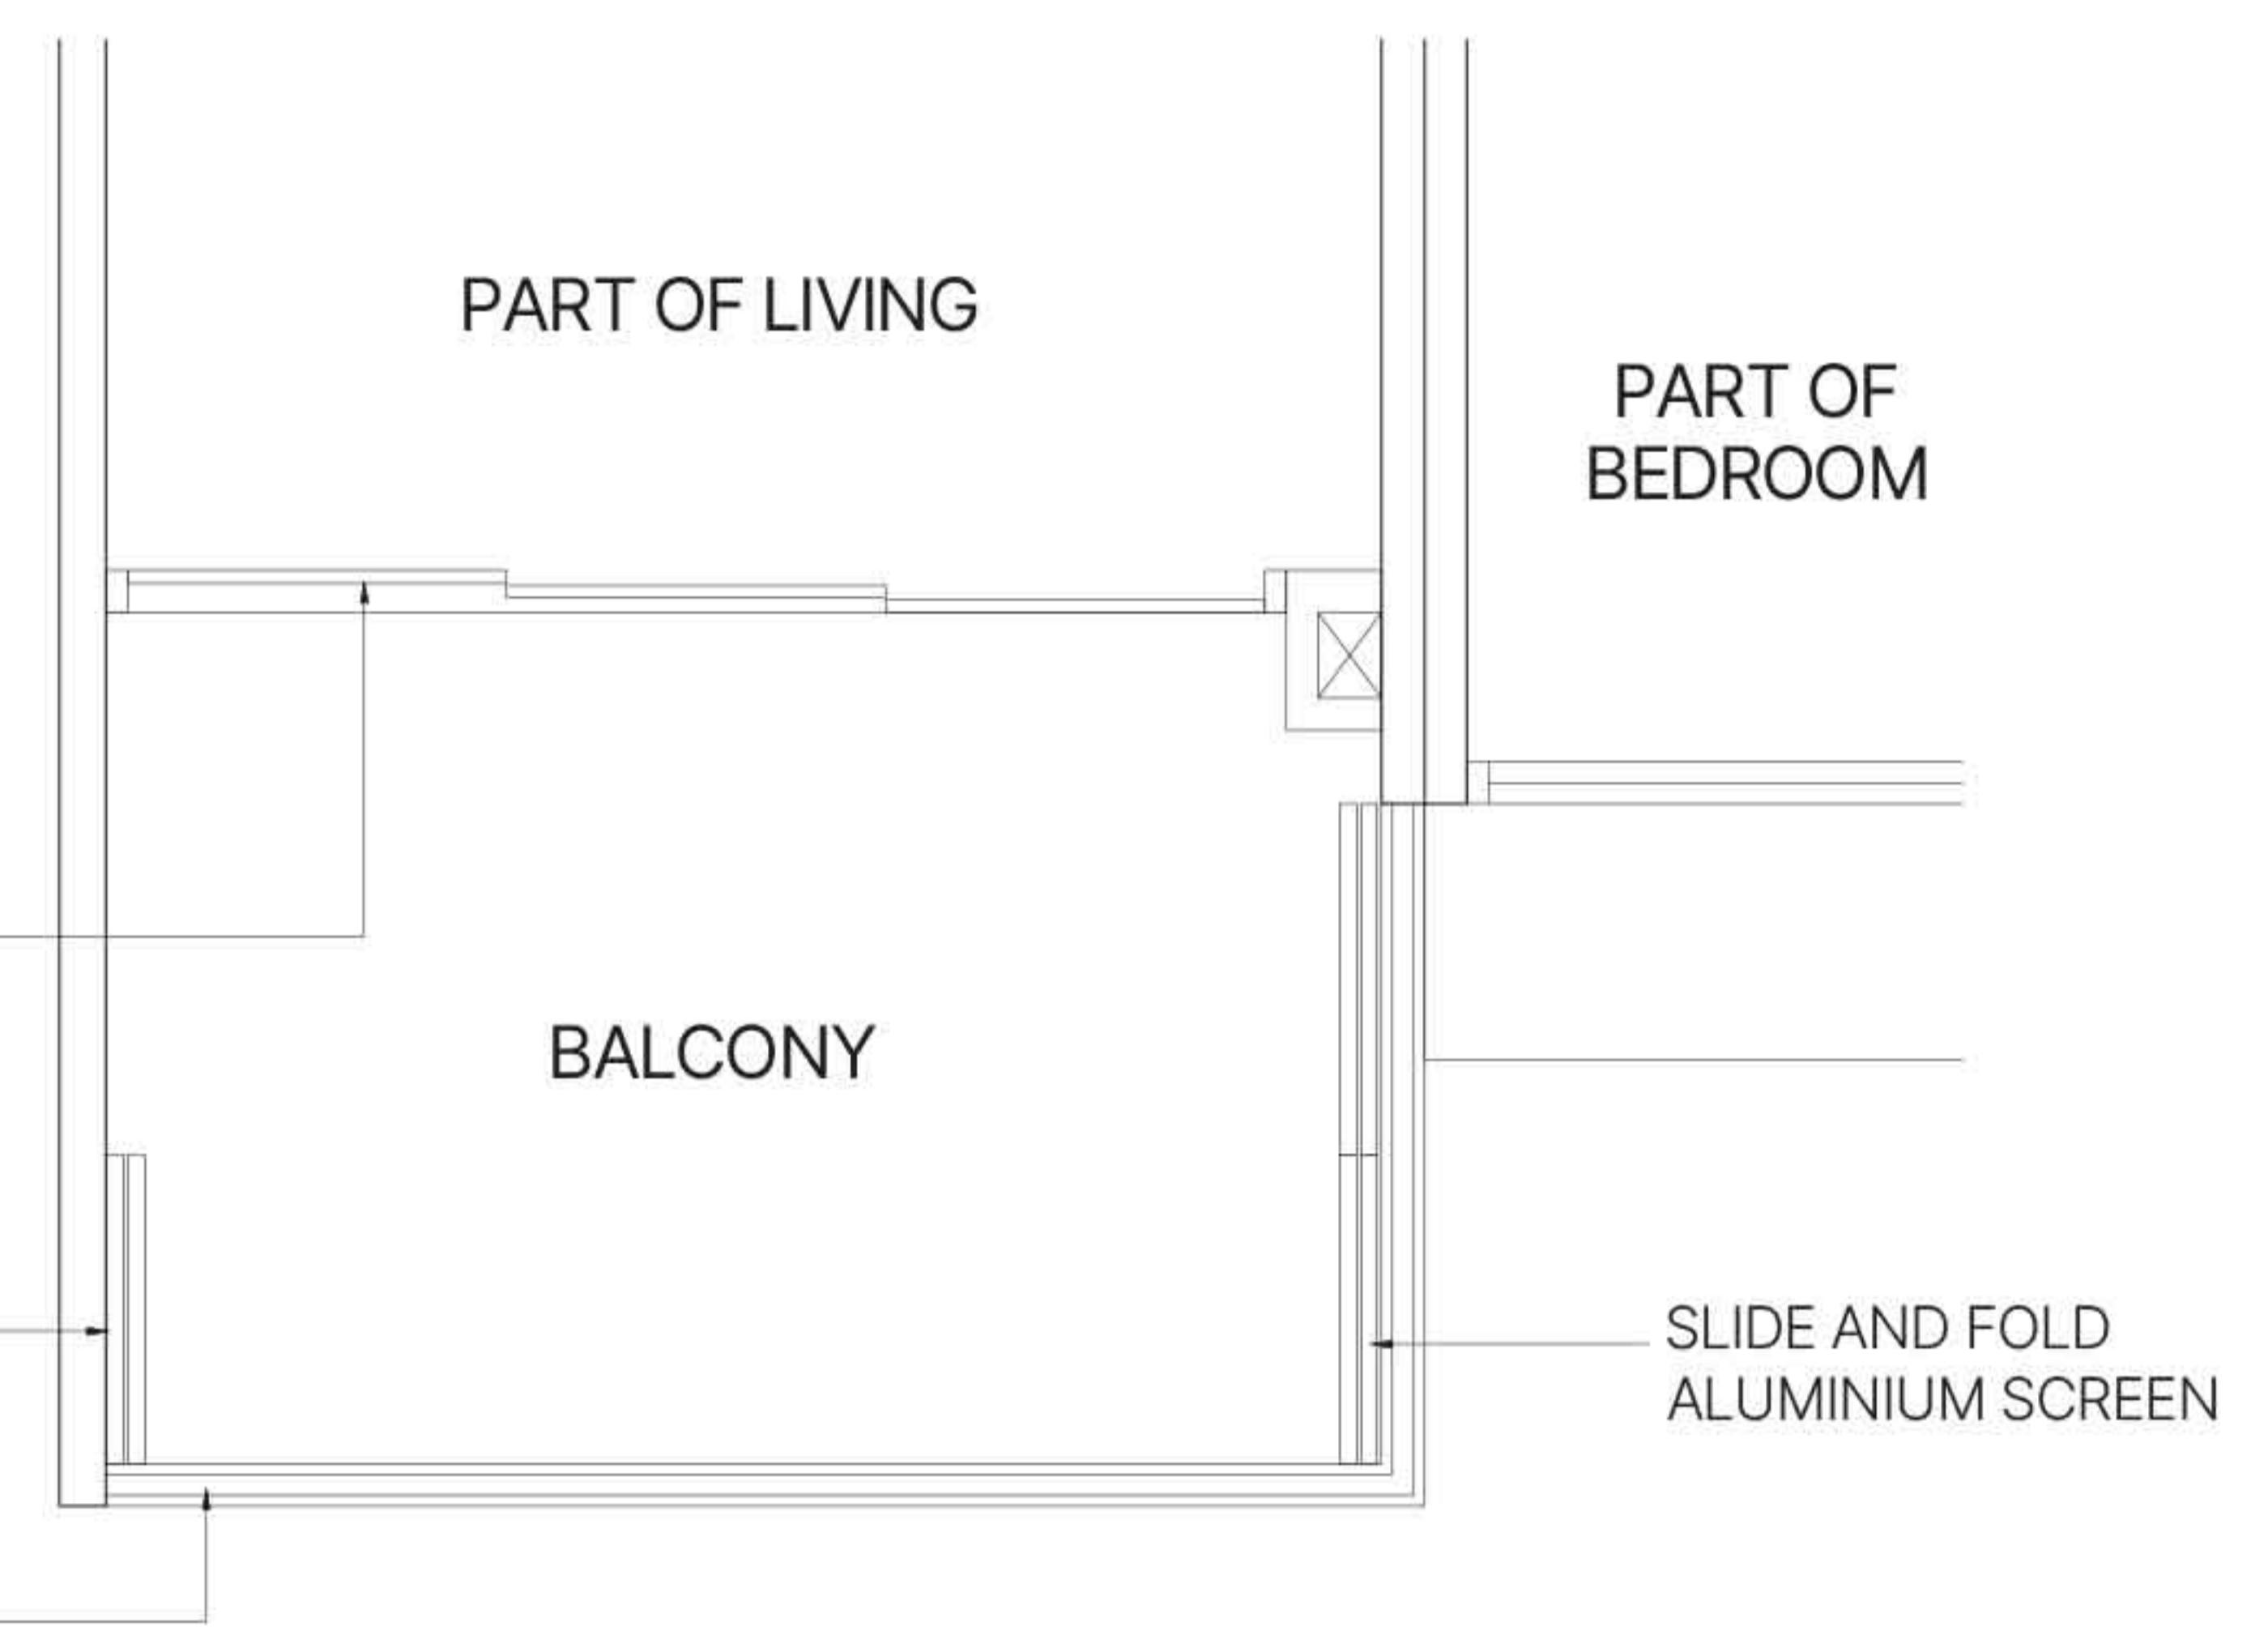 PART OF LIVING
PART OF
BEDROOM
BALCONY
SLIDE AND FOLD
ALUMINIUM SCREEN